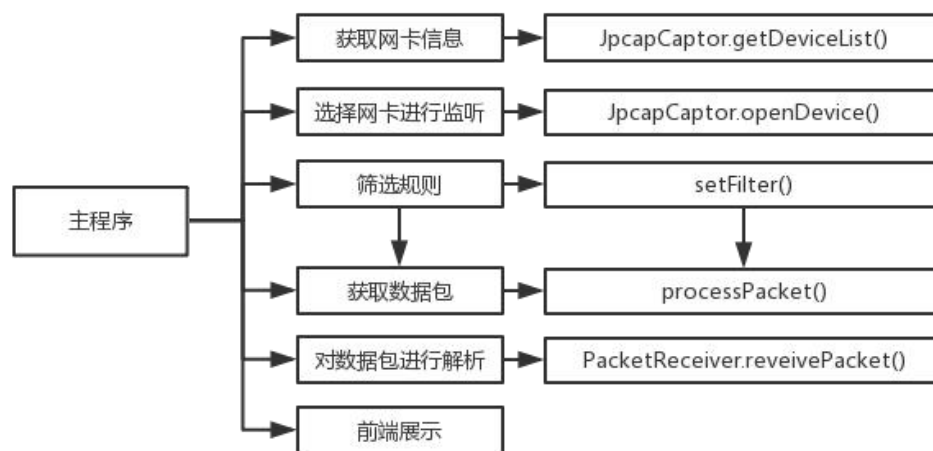 获取网卡信息
JpcapCaptor.getDeviceList()
选择网卡进行监听
JpcapCaptor.openDevice()
筛选规则
setFilter()
主程序
获取数据包
processPacket()
对数据包进行解析
PacketReceiver.reveivePacket()
前端展示